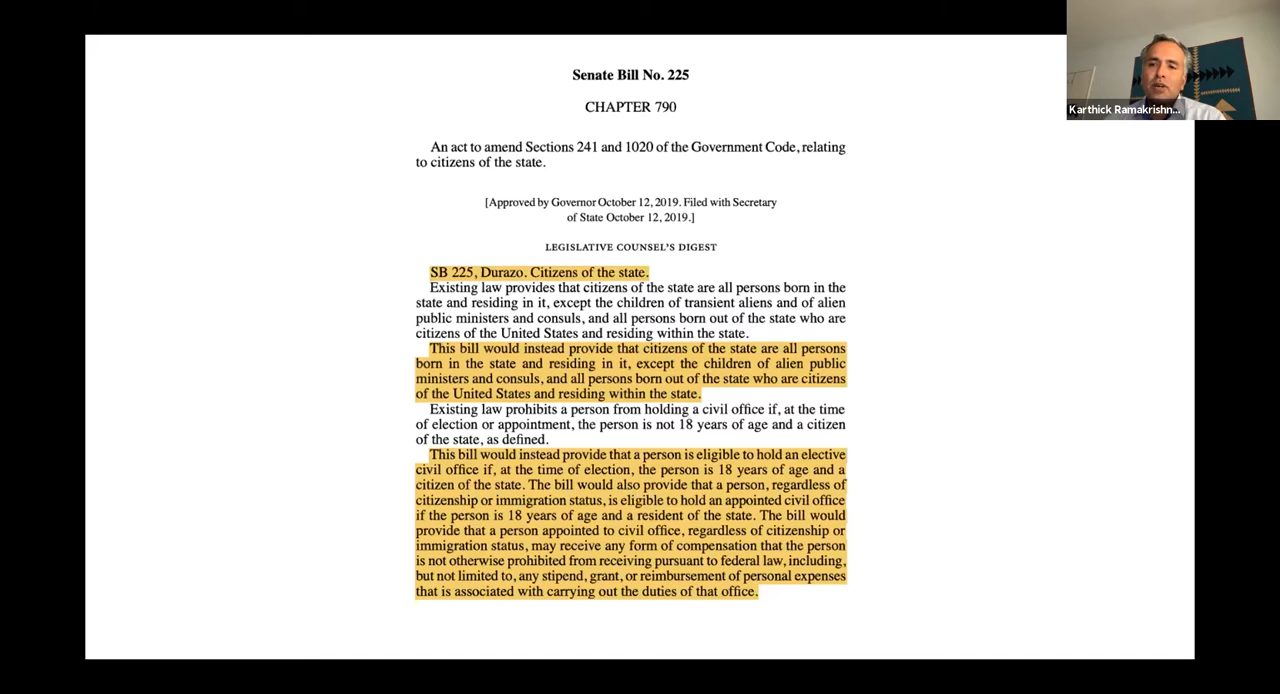 Senate Bill No. 225
CHAPTER 790
An act to amend Sections 241 and 1020 of the Government Code, relating
to citizens of the state.
[Approved by Governor October 12, 2019. Filed with Secretary
of State October 12, 2019.]
LEGISLATIVE COUNSEL'S DIGEST
SB 225, Durazo. Citizens of the state.
Existing law provides that citizens of the state are all persons born in the
state and residing in it, except the children of transient aliens and of alien
public ministers and consuls, and all persons born out of the state who are
citizens of the United States and residing within the state.
This bill would instead provide that citizens of the state are all persons
born in the state and residing in it, except the children of alien public
ministers and consuls, and all persons born out of the state who are citizens
of the United States and residing within the state.
Existing law prohibits a person from holding a civil office if, at the time
of election or appointment, the person is not 18 years of age and a citizen
of the state, as defined.
This bill would instead provide that a person is eligible to hold an elective
civil office if, at the time of election, the person is 18 years of age and a
citizen of the state. The bill would also provide that a person, regardless of
citizenship or immigration status, is eligible to hold an appointed civil office
if the person is 18 years of age and a resident of the state. The bill would
provide that a person appointed to civil office, regardless of citizenship or
immigration status, may receive any form of compensation that the person
is not otherwise prohibited from receiving pursuant to federal law, including,
but not limited to, any stipend, grant, or reimbursement of personal expenses
that is associated with carrying out the duties of that office.
Karthick Ramakrishn...